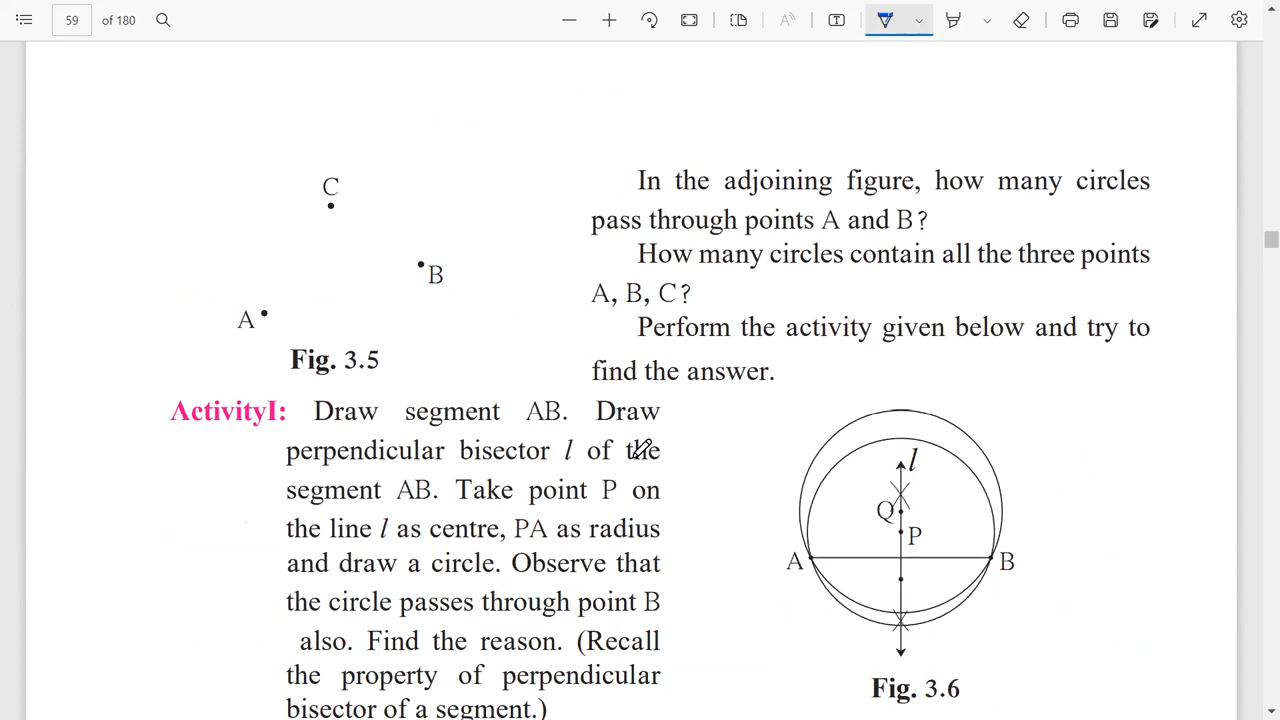 59 of 180
C
B
A
Fig. 3.5
In the adjoining figure, how many circles
pass through points A and B?
How many circles contain all the three points
A, B, C?
Perform the activity given below and try to
find the answer.
ActivityI: Draw segment AB. Draw
perpendicular bisector l of the
segment AB. Take point P on
the line l as centre, PA as radius
and draw a circle. Observe that
the circle passes through point B
also. Find the reason. (Recall
the property of perpendicular
bisector of a segment.)
l
Q
P
A
B
Fig. 3.6